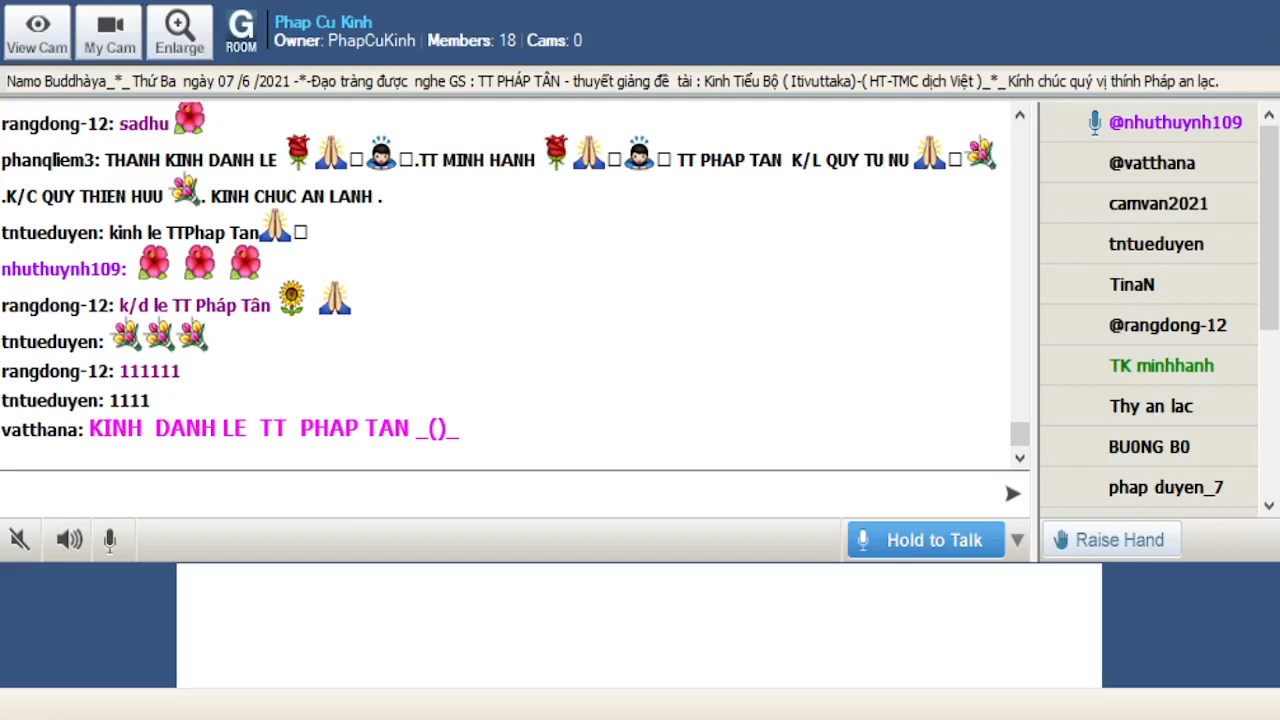 View Cam
My Cam
Enlarge
G
ROOM
Phap Cu Kinh
Owner: PhapCuKinh | Members: 18 | Cams: 0
Namo Buddhàya_*_Thứ Ba ngày 07 /6 /2021 -*-Đạo tràng được nghe GS : TT PHÁP TÂN - thuyết giảng đề tài : Kinh Tiểu Bộ ( Itivuttaka)-( HT-TMC dịch Việt )_*_Kính chúc quý vị thính Pháp an lạc.
rangdong-12: sadhu
phanqliem3: THANH KINH DANH LE .TT MINH HANH TT PHAP TAN K/L QUY TU NU
.K/C QUY THIEN HUU . KINH CHUC AN LANH .
tntueduyen: kinh le TTPhap Tan
nhuthuynh109:
rangdong-12: k/d le TT Pháp Tân
tntueduyen:
rangdong-12: 111111
tntueduyen: 1111
vatthana: KINH DANH LE TT PHAP TAN _()_
@nhuthuynh109
@vatthana
camvan2021
tntueduyen
TinaN
@rangdong-12
TK minhhanh
Thy an lac
BU0NG B0
phap duyen_7
Hold to Talk
Raise Hand